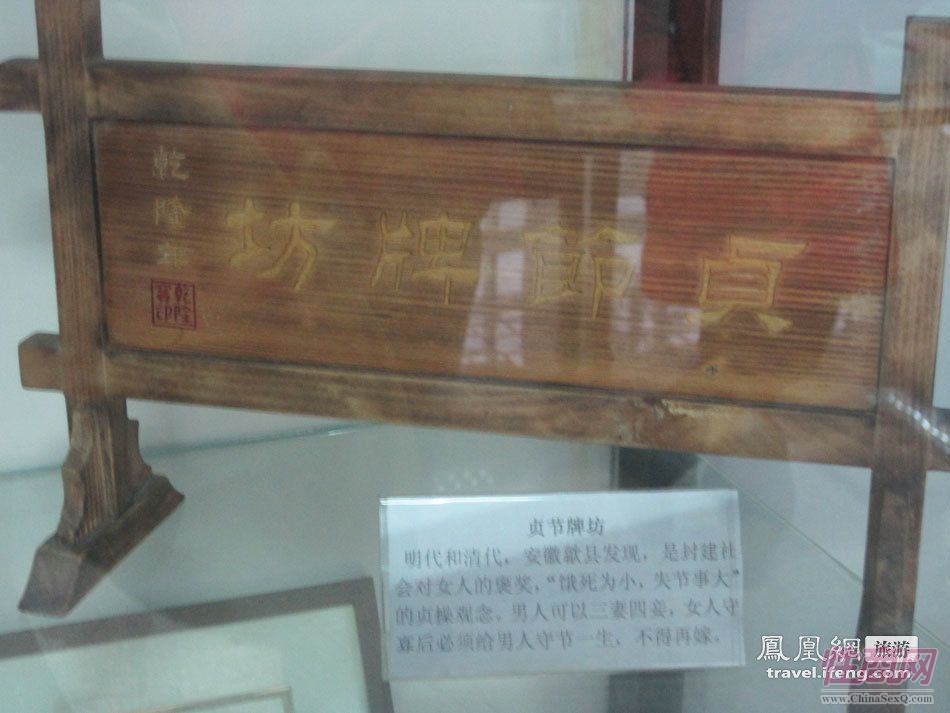 貞節牌坊
乾隆
乾隆
贞节牌坊
明代和清代，安徽歙县发现，是封建社
会对女人的褒奖，“饿死为小，失节事大”
的贞操观念。男人可以三妻四妾，女人守
寡后必须给男人守节一生，不得再嫁。
鳳凰網 旅游
travel.ifeng.com
www.ChinaSexQ.com